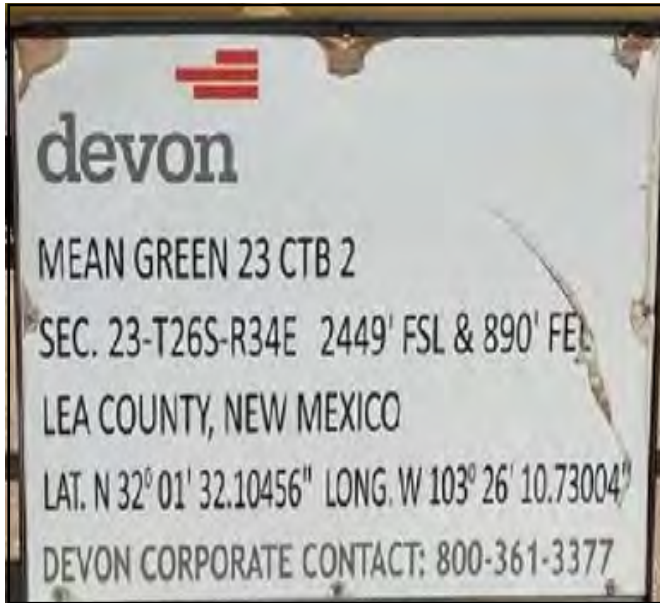 devon
MEAN GREEN 23 CTB 2
SEC. 23-T26S-R34E 2449' FSL & 890' FEL
LEA COUNTY, NEW MEXICO
LAT. N 32° 01' 32.10456" LONG. W 103° 26' 10.73004"
DEVON CORPORATE CONTACT: 800-361-3377